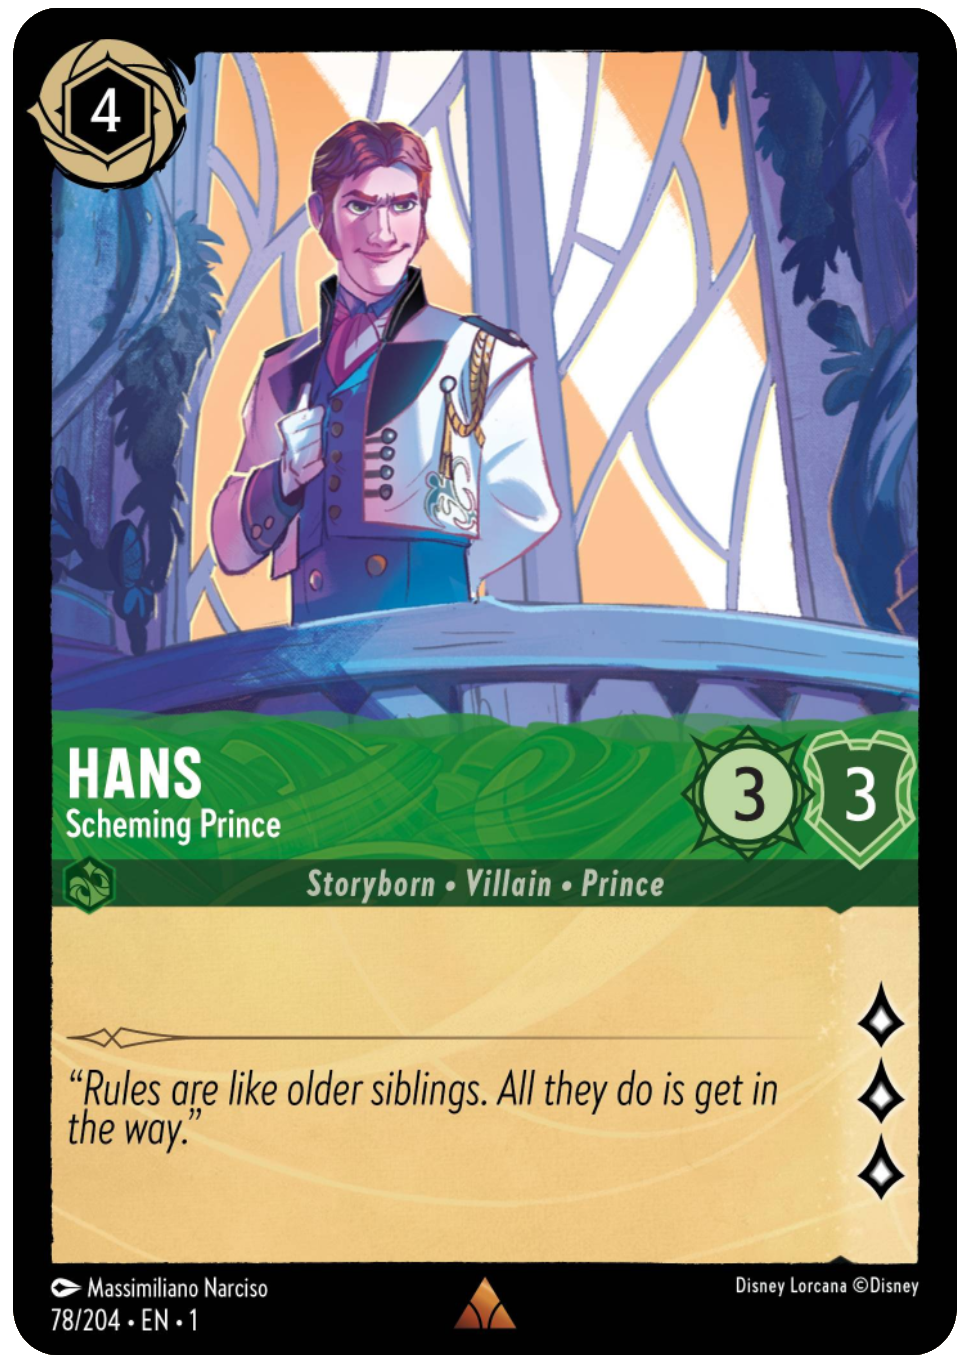 4
HANS
3
3
Scheming Prince
Storyborn • Villain • Prince
“Rules are like older siblings. All they do is get in
the way.”
Massimiliano Narciso
Disney Lorcana ©Disney
78/204 • EN • 1